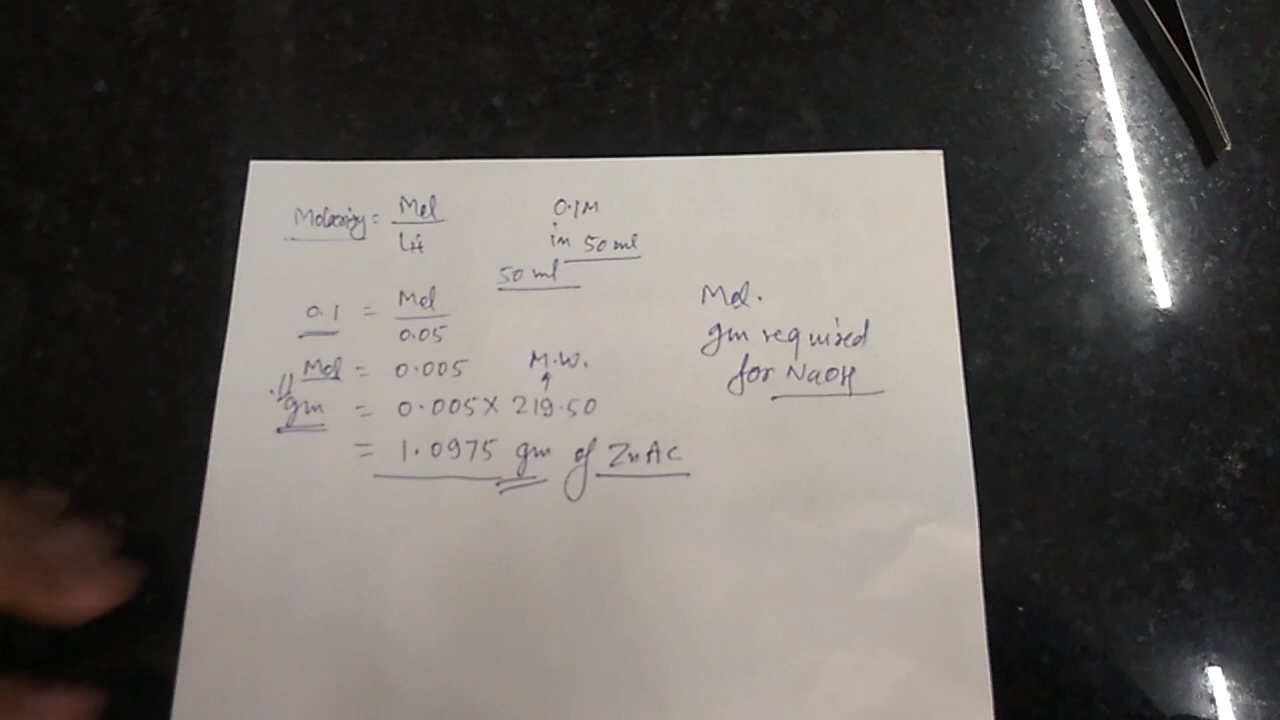 Molarity = Mol / Lit
0.1M
in 50 ml
50 ml
0.1 = Mol / 0.05
Mol = 0.005
M.W.
gm = 0.005 × 219.50
= 1.0975 gm of ZnAc
Mol.
gm required
for NaOH